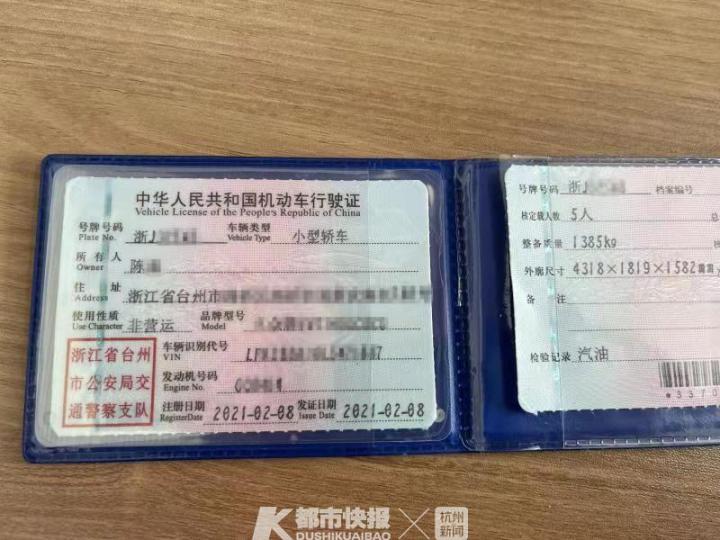 中华人民共和国机动车行驶证
Vehicle License of the People's Republic of China
号牌号码 浙J 车辆类型 小型轿车
Plate No. Vehicle Type
所有人 陈
Owner
住址 浙江省台州市
Address
使用性质 非营运 品牌型号
Use Character Model
浙江省台州
市公安局交
通警察支队
车辆识别代号
VIN
发动机号码
Engine No.
注册日期 2021-02-08 发证日期 2021-02-08
Register Date Issue Date
号牌号码 浙J 档案编号
核定载人数 5人 总
整备质量 1385kg
外廓尺寸 4318×1819×1582
备注
检验记录 汽油
*3370
都市快报 × 杭州新闻
DUSHIKUAIBAO